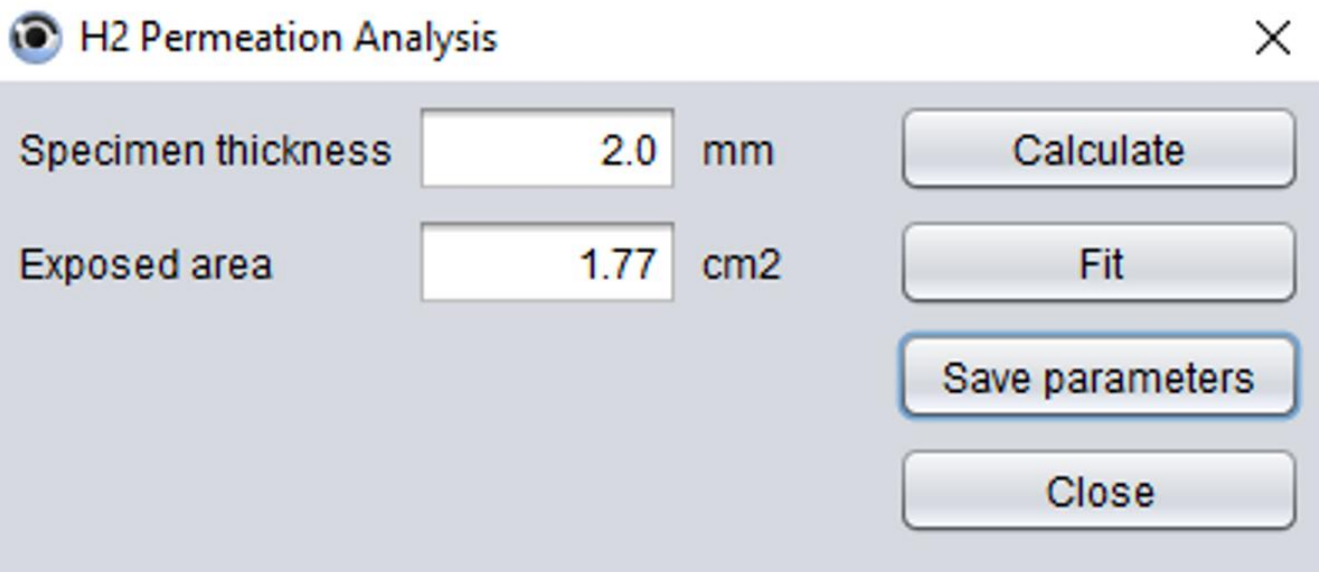 H2 Permeation Analysis
Specimen thickness 2.0 mm Calculate
Exposed area 1.77 cm2 Fit
Save parameters
Close